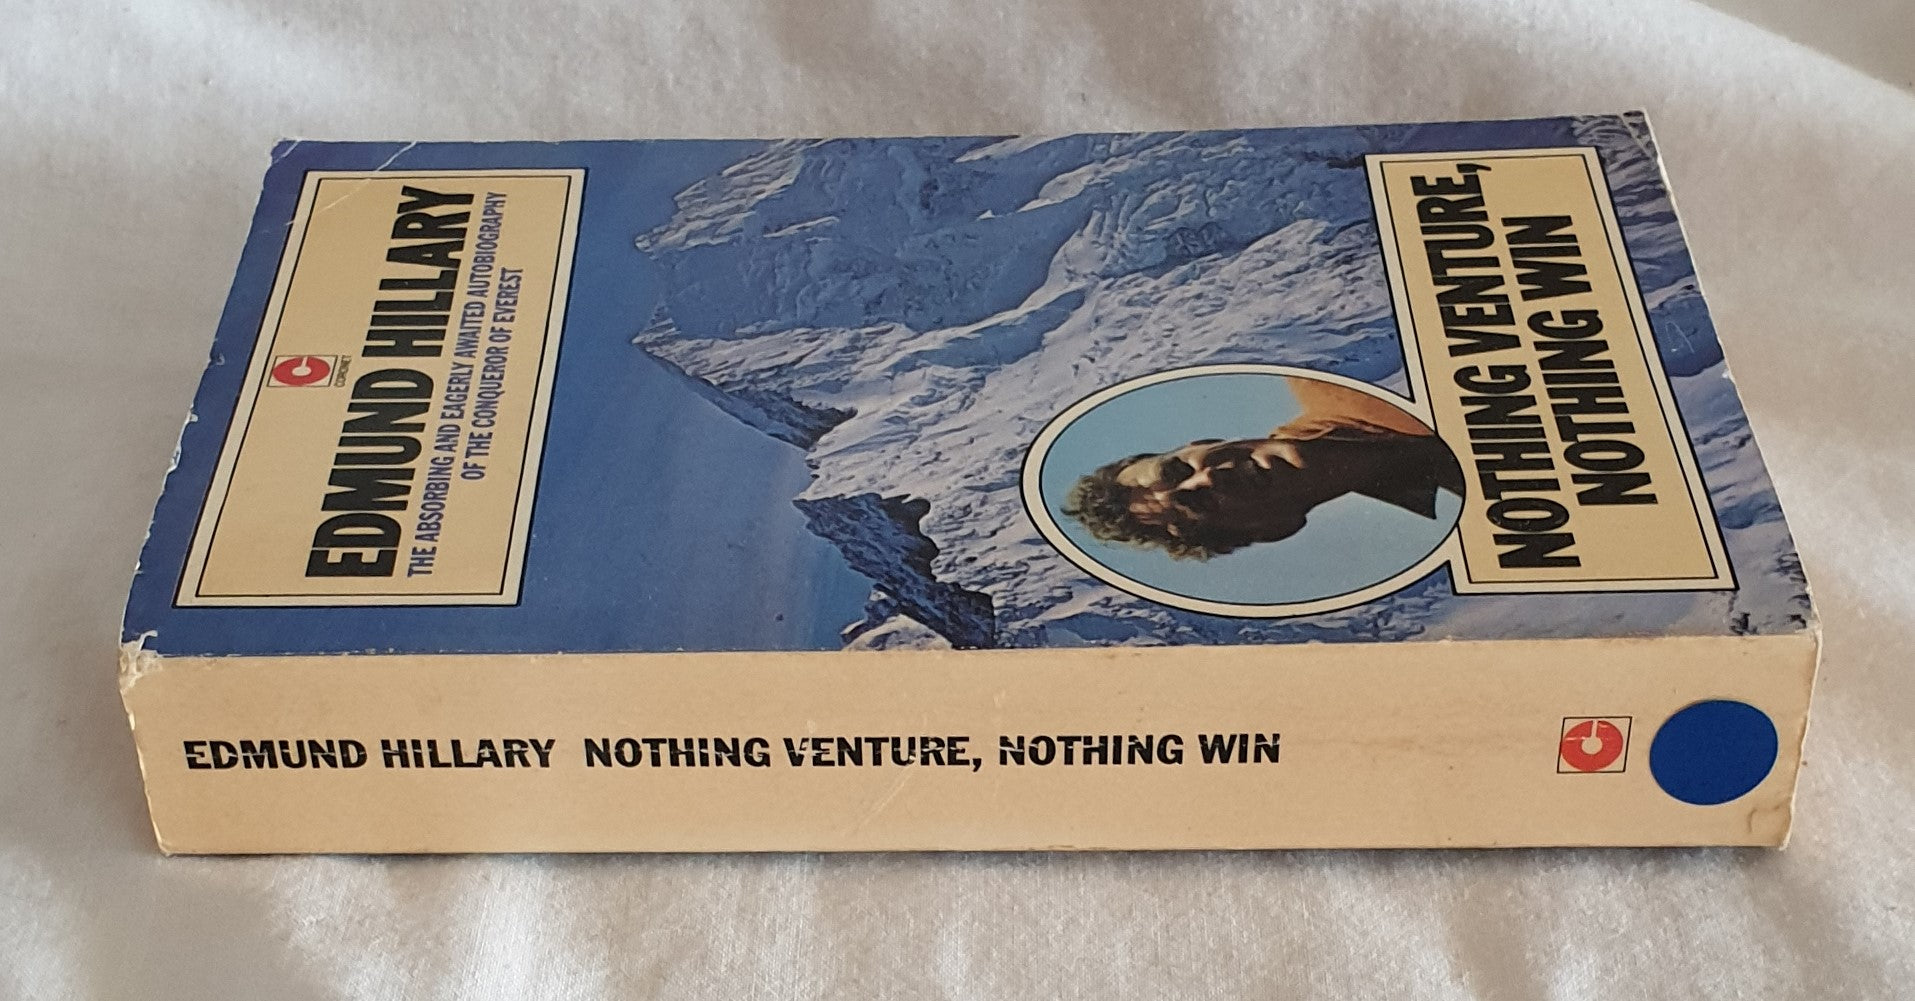 CORONET
EDMUND HILLARY
THE ABSORBING AND EAGERLY AWAITED AUTOBIOGRAPHY
OF THE CONQUEROR OF EVEREST
NOTHING VENTURE,
NOTHING WIN
EDMUND HILLARY NOTHING VENTURE, NOTHING WIN